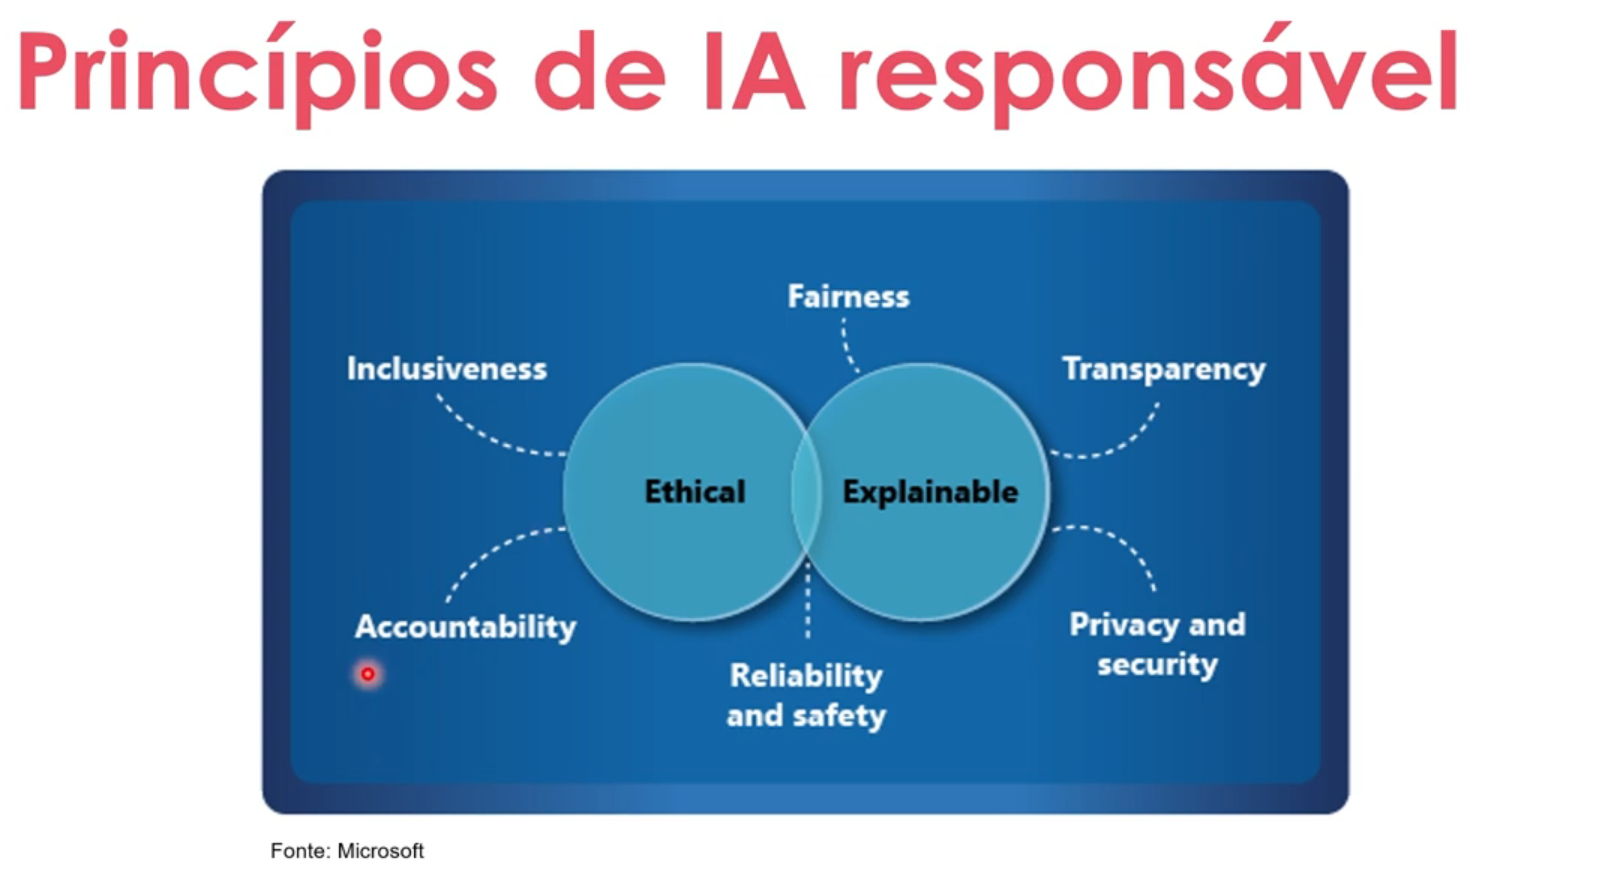 Princípios de IA responsável
Fairness
Inclusiveness
Transparency
Ethical
Explainable
Accountability
Privacy and
security
Reliability
and safety
Fonte: Microsoft